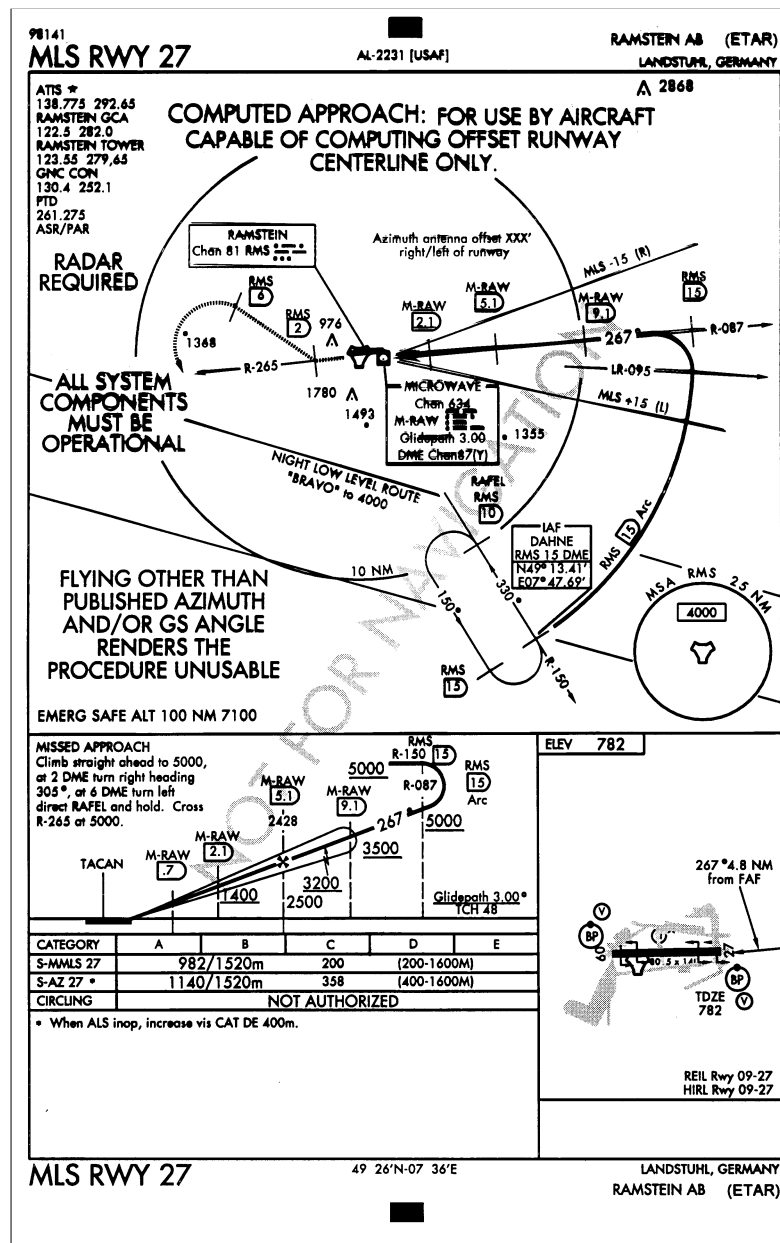 98141
MLS RWY 27
AL-2231 [USAF]
RAMSTEIN AB (ETAR)
LANDSTUHL, GERMANY
ATIS ★
138.775 292.65
RAMSTEIN GCA
122.5 282.0
RAMSTEIN TOWER
123.55 279,65
GNC CON
130.4 252.1
PTD
261.275
ASR/PAR
2868
COMPUTED APPROACH: FOR USE BY AIRCRAFT
CAPABLE OF COMPUTING OFFSET RUNWAY
CENTERLINE ONLY.
RAMSTEIN
Chan 81 RMS
Azimuth antenna offset XXX'
right/left of runway
MLS -15 (R)
RADAR
REQUIRED
RMS
6
RMS
2
976
M-RAW
2.1
M-RAW
5.1
M-RAW
9.1
RMS
15
1368
R-265
267
R-087
LR-095
MLS +15 (L)
1780
1493
MICROWAVE
Chan 634
M-RAW
Glidepath 3.00
DME Chan87(Y)
1355
ALL SYSTEM
COMPONENTS
MUST BE
OPERATIONAL
NIGHT LOW LEVEL ROUTE
"BRAVO" to 4000
RAFEL
RMS
10
IAF
DAHNE
RMS 15 DME
N49° 13.41'
E07° 47.69'
RMS 15 Arc
10 NM
150°
330°
R-150
RMS
15
MSA RMS 25 NM
4000
FLYING OTHER THAN
PUBLISHED AZIMUTH
AND/OR GS ANGLE
RENDERS THE
PROCEDURE UNUSABLE
EMERG SAFE ALT 100 NM 7100
NOT FOR NAVIGATION
MISSED APPROACH
Climb straight ahead to 5000,
at 2 DME turn right heading
305°, at 6 DME turn left
direct RAFEL and hold. Cross
R-265 at 5000.
RMS
R-150 15
5000
R-087
RMS
15
Arc
M-RAW
5.1
2428
M-RAW
9.1
267°
5000
M-RAW
2.1
M-RAW
.7
TACAN
3500
3200
1400
2500
Glidepath 3.00°
TCH 48
ELEV 782
267°4.8 NM
from FAF
V
BP
09
27
BP
V
TDZE
782
REIL Rwy 09-27
HIRL Rwy 09-27
CATEGORY A B C D E
S-MMLS 27 982/1520m 200 (200-1600M)
S-AZ 27 * 1140/1520m 358 (400-1600M)
CIRCLING NOT AUTHORIZED
* When ALS inop, increase vis CAT DE 400m.
MLS RWY 27
49 26'N-07 36'E
LANDSTUHL, GERMANY
RAMSTEIN AB (ETAR)